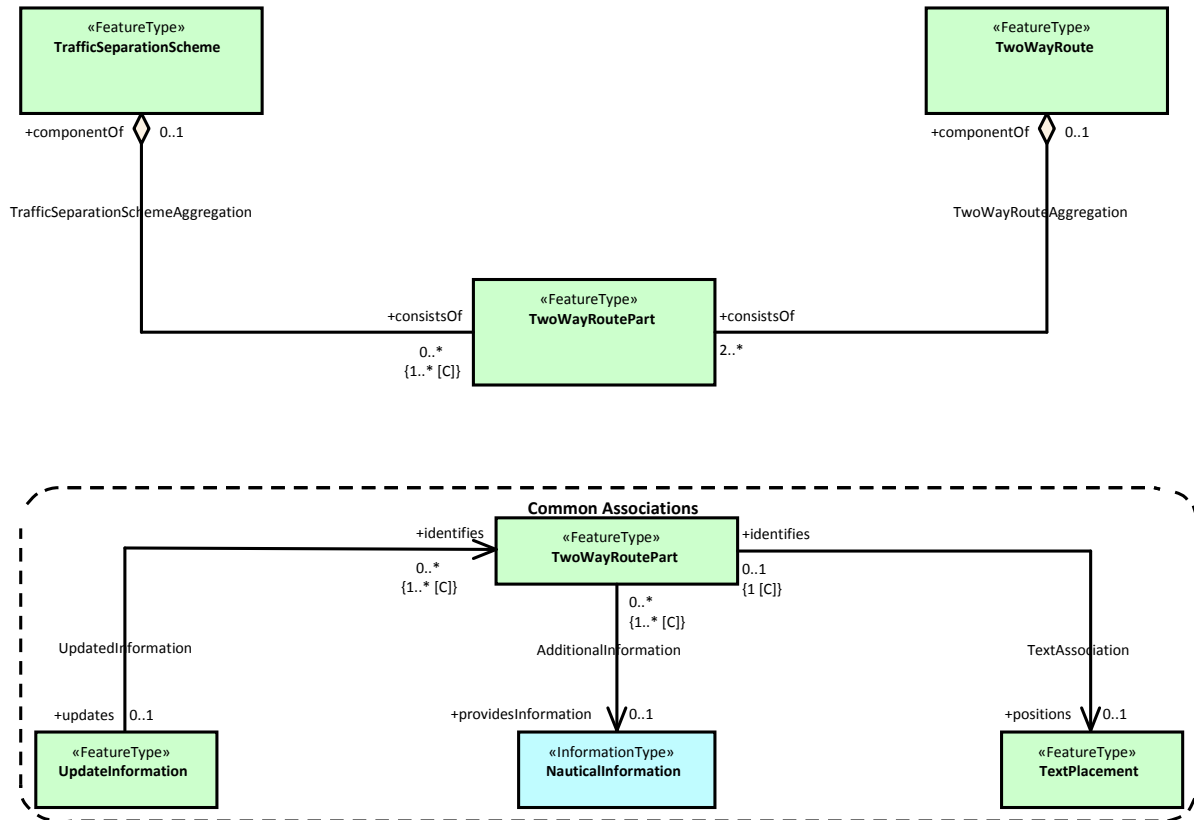 «FeatureType»
TrafficSeparationScheme
«FeatureType»
TwoWayRoute
+componentOf
0..1
+componentOf
0..1
TrafficSeparationSchemeAggregation
TwoWayRouteAggregation
«FeatureType»
TwoWayRoutePart
+consistsOf
0..*
{1..* [C]}
+consistsOf
2..*
Common Associations
«FeatureType»
TwoWayRoutePart
+identifies
0..*
{1..* [C]}
+identifies
0..1
{1 [C]}
0..*
{1..* [C]}
UpdatedInformation
AdditionalInformation
TextAssociation
+updates
0..1
+providesInformation
0..1
+positions
0..1
«FeatureType»
UpdateInformation
«InformationType»
NauticalInformation
«FeatureType»
TextPlacement